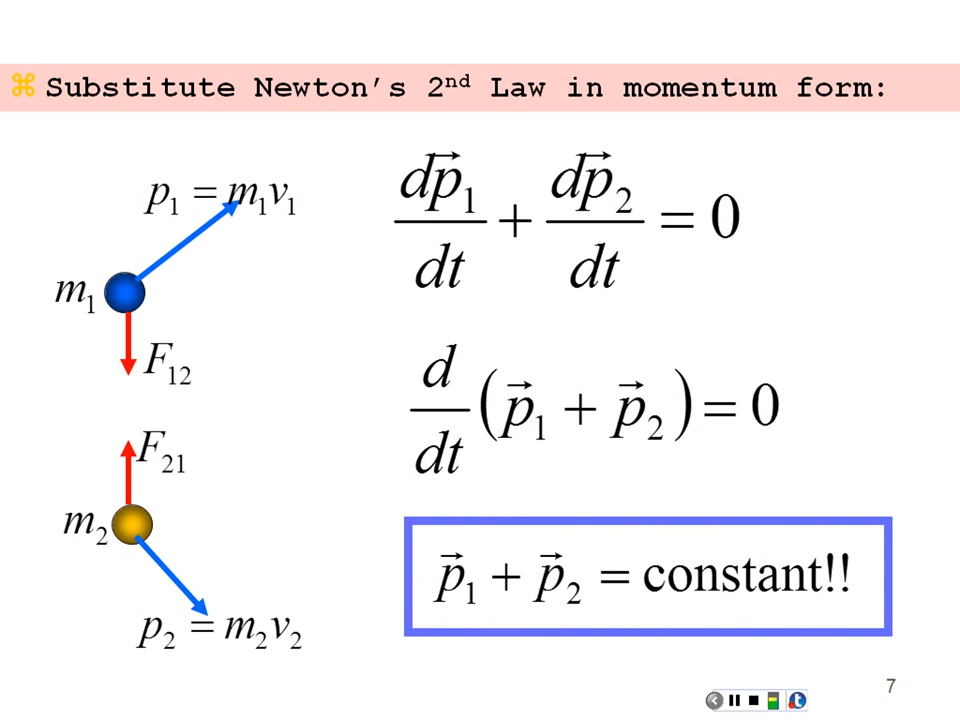 Substitute Newton's 2nd Law in momentum form:
p₁ = m₁v₁
m₁
F₁₂
F₂₁
m₂
p₂ = m₂v₂
dp⃗₁/dt + dp⃗₂/dt = 0
d/dt (p⃗₁ + p⃗₂) = 0
p⃗₁ + p⃗₂ = constant!!
7